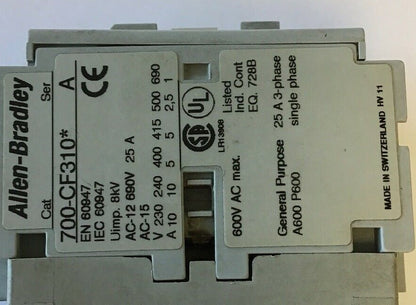 Allen-Bradley
Cat Ser
700-CF310* A
CE
EN 60947
IEC 60947
Uimp. 8kV
AC-12 690V 25 A
AC-15
V 230 240 400 415 500 690
A 10 10 5 5 2,5 1
SA
LR13908
UL
Listed
Ind. Cont
EQ. 728B
600V AC max.
General Purpose 25 A 3-phase
A600 P600 single phase
MADE IN SWITZERLAND HV 11